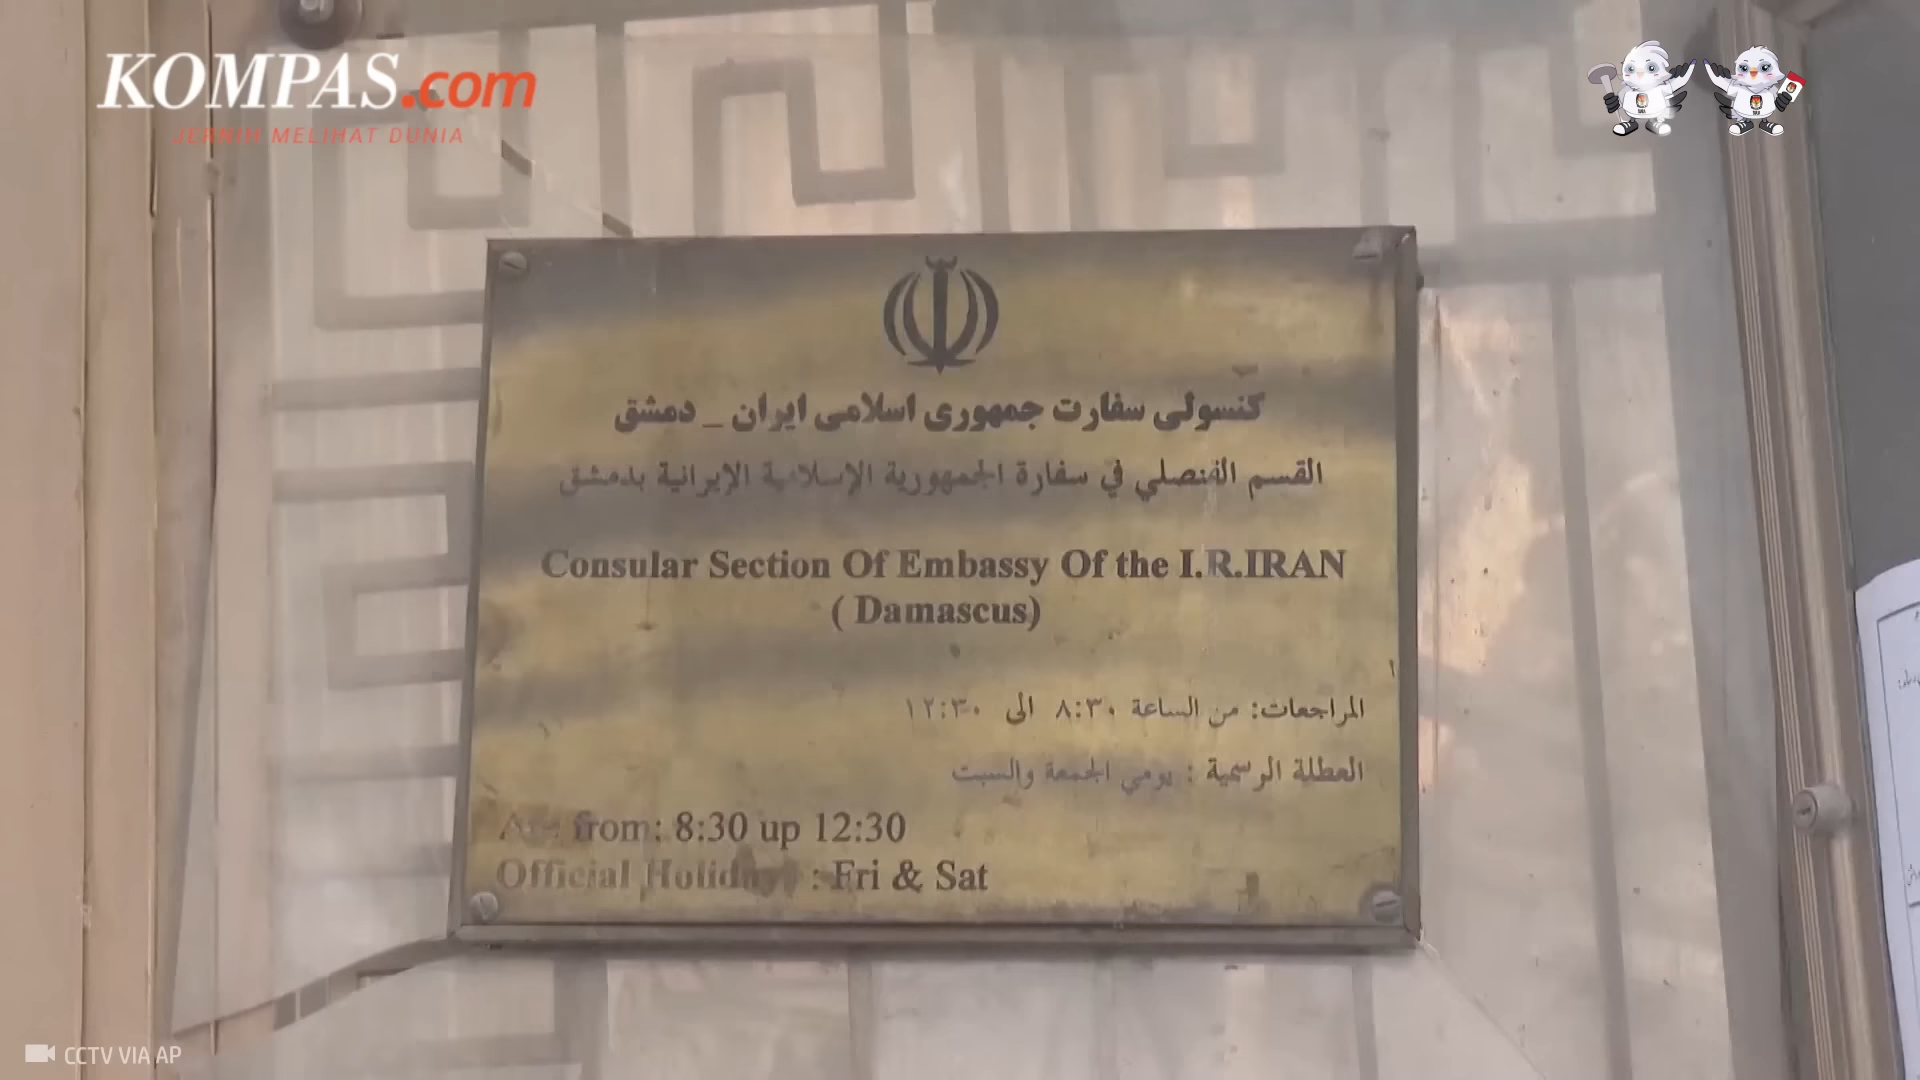 KOMPAS.com
JERNIH MELIHAT DUNIA
کنسولی سفارت جمهوری اسلامی ایران _ دمشق
القسم القنصلي في سفارة الجمهورية الإسلامية الإيرانية بدمشق
Consular Section Of Embassy Of the I.R.IRAN
( Damascus)
المراجعات: من الساعة ٨:٣٠ الى ١٢:٣٠
العطلة الرسمية : يومي الجمعة والسبت
from: 8:30 up 12:30
Official Holidays : Fri & Sat
CCTV VIA AP